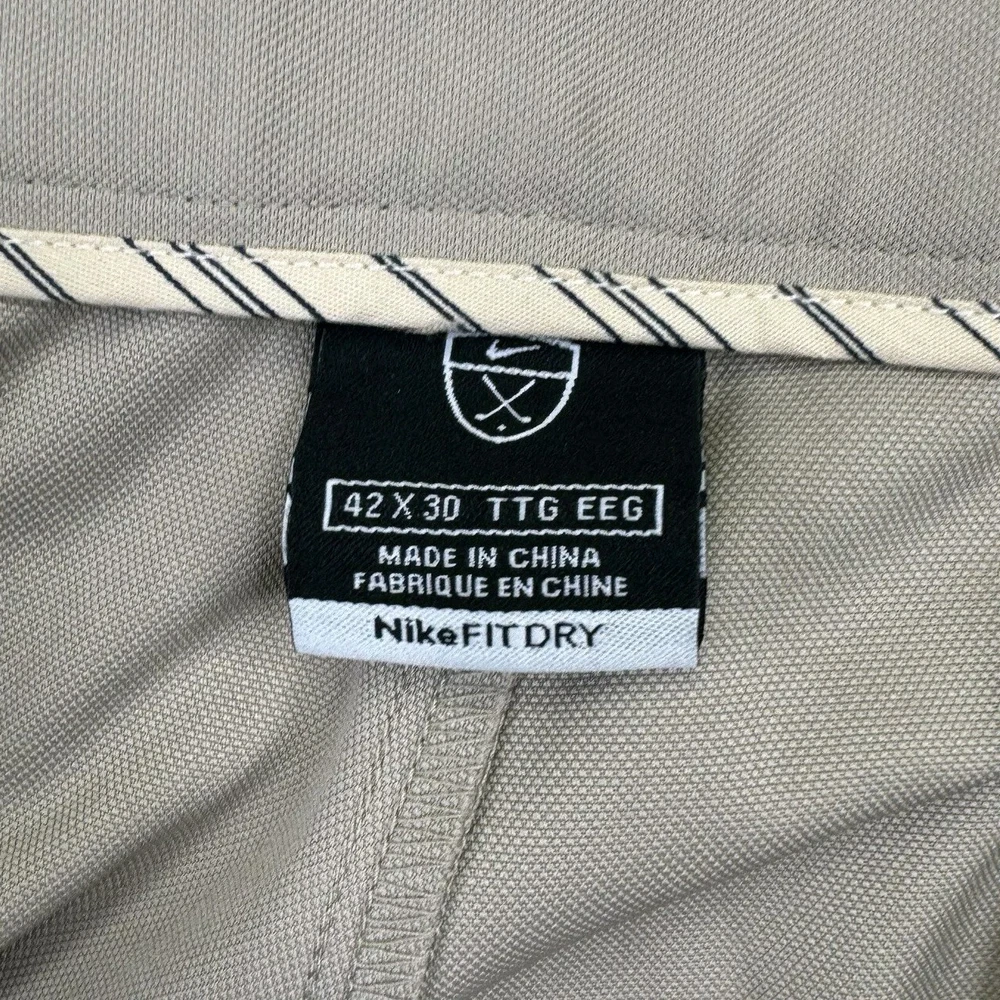 42 X 30 TTG EEG
MADE IN CHINA
FABRIQUE EN CHINE
NikeFITDRY